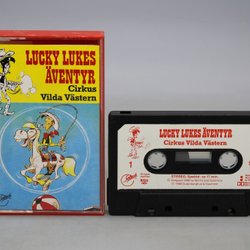 LUCKY LUKES
ÄVENTYR
Cirkus
Vilda Västern
LUCKY LUKES ÄVENTYR
Cirkus Vilda Västern
1
STEREO